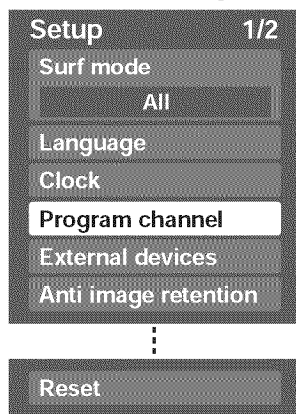 Setup 1/2
Surf mode
All
Language
Clock
Program channel
External devices
Anti image retention
Reset